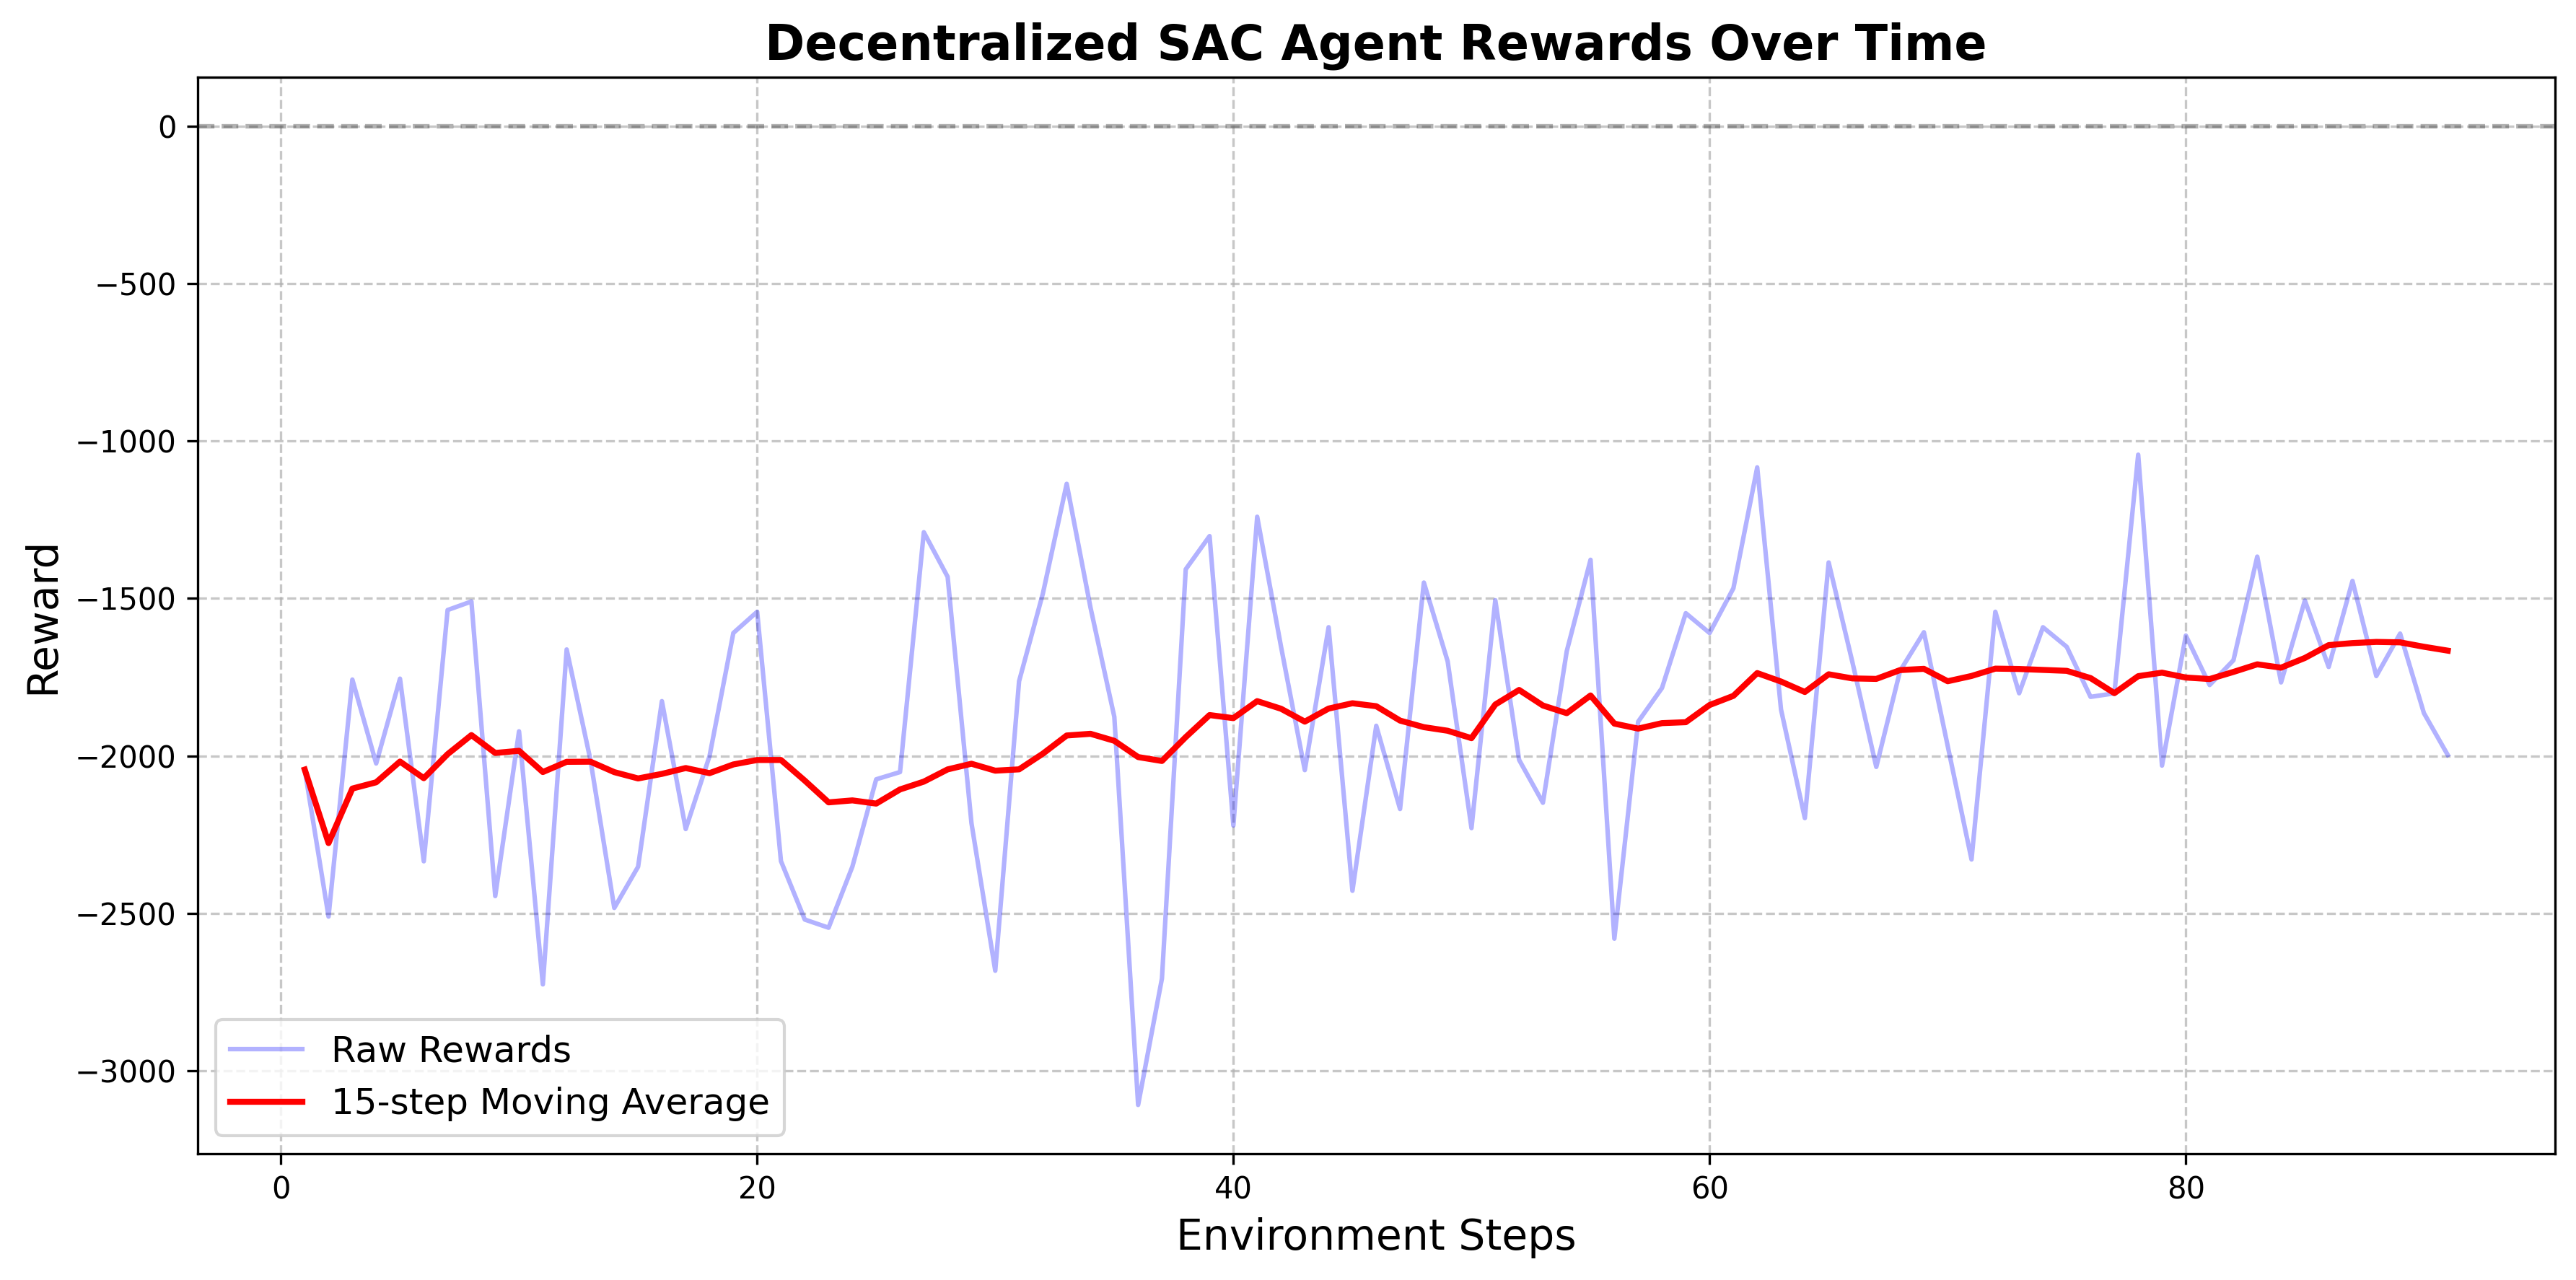 Decentralized SAC Agent Rewards Over Time
0
−500
−1000
−1500
−2000
−2500
−3000
Reward
Raw Rewards
15-step Moving Average
0 20 40 60 80
Environment Steps